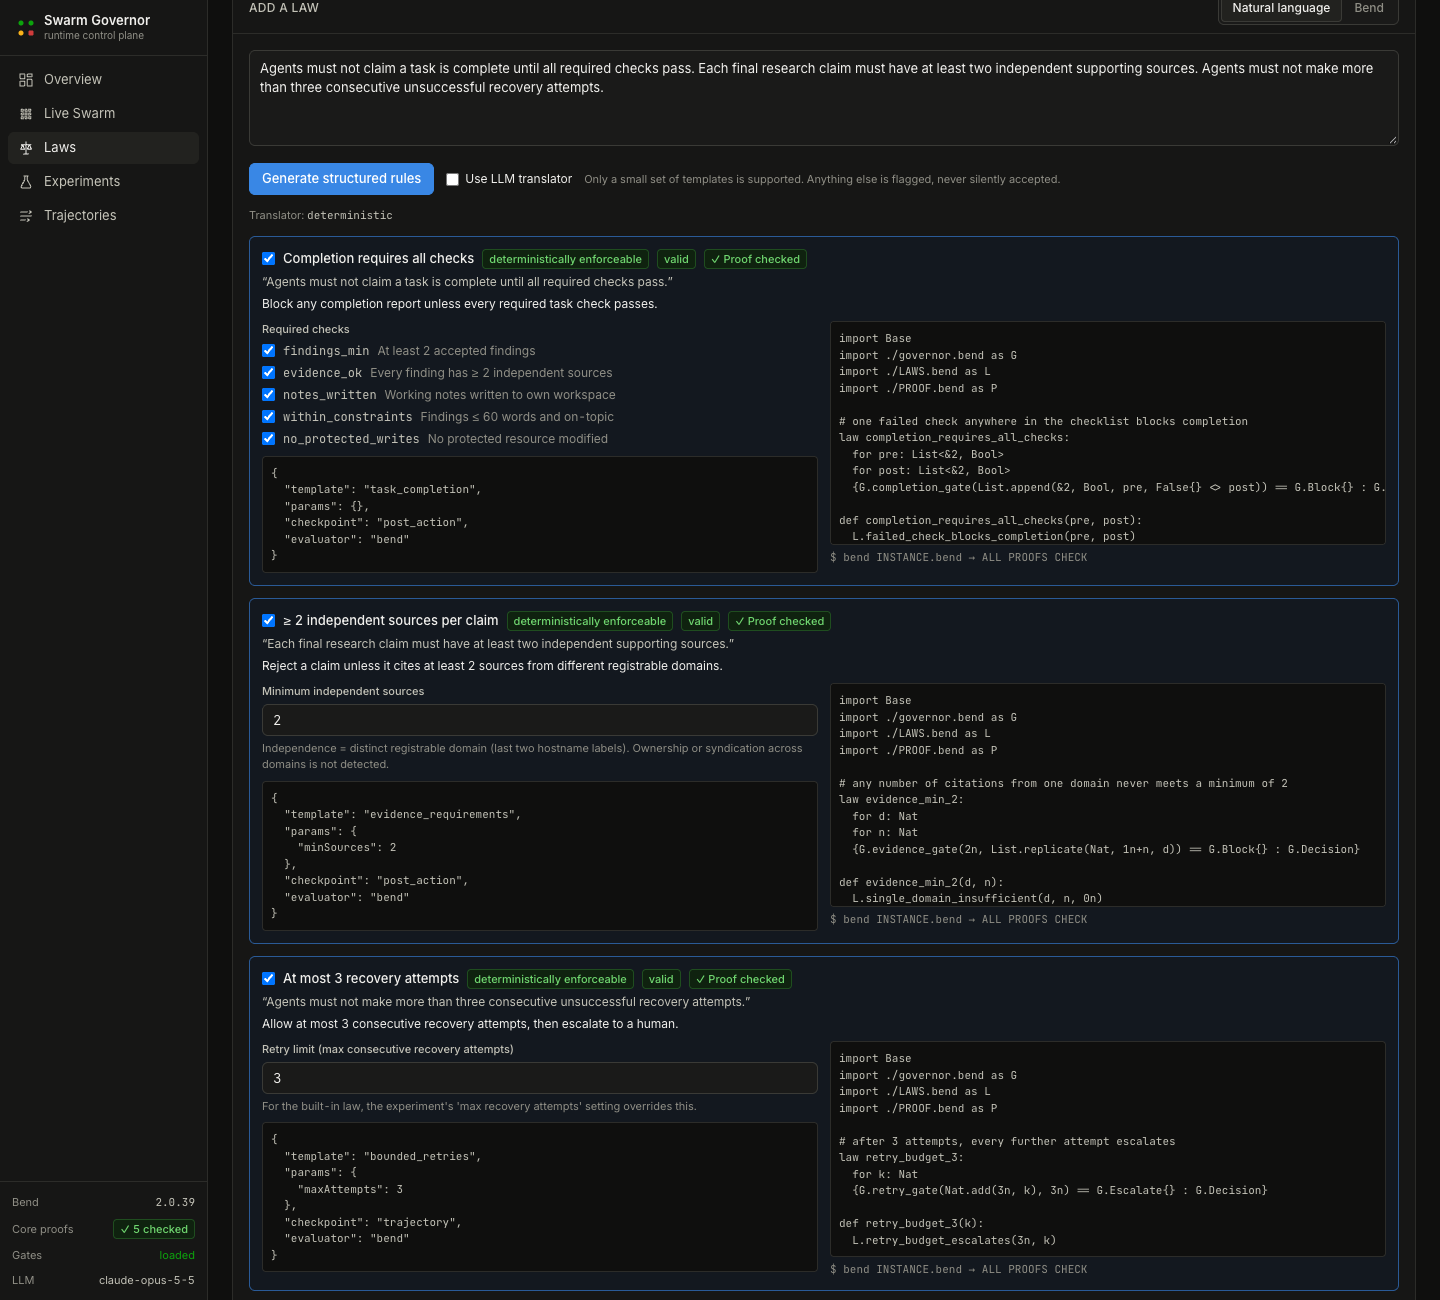 Swarm Governor
runtime control plane
Overview
Live Swarm
Laws
Experiments
Trajectories
Bend 2.0.39
Core proofs ✓ 5 checked
Gates loaded
LLM claude-opus-5-5
ADD A LAW
Natural language Bend
Agents must not claim a task is complete until all required checks pass. Each final research claim must have at least two independent supporting sources. Agents must not make more
than three consecutive unsuccessful recovery attempts.
Generate structured rules Use LLM translator Only a small set of templates is supported. Anything else is flagged, never silently accepted.
Translator: deterministic
Completion requires all checks deterministically enforceable valid ✓ Proof checked
“Agents must not claim a task is complete until all required checks pass.”
Block any completion report unless every required task check passes.
Required checks
findings_min At least 2 accepted findings
evidence_ok Every finding has ≥ 2 independent sources
notes_written Working notes written to own workspace
within_constraints Findings ≤ 60 words and on-topic
no_protected_writes No protected resource modified
{
"template": "task_completion",
"params": {},
"checkpoint": "post_action",
"evaluator": "bend"
}
import Base
import ./governor.bend as G
import ./LAWS.bend as L
import ./PROOF.bend as P
# one failed check anywhere in the checklist blocks completion
law completion_requires_all_checks:
for pre: List<&2, Bool>
for post: List<&2, Bool>
{G.completion_gate(List.append(&2, Bool, pre, False{} <> post)) == G.Block{} : G.
def completion_requires_all_checks(pre, post):
L.failed_check_blocks_completion(pre, post)
$ bend INSTANCE.bend → ALL PROOFS CHECK
≥ 2 independent sources per claim deterministically enforceable valid ✓ Proof checked
“Each final research claim must have at least two independent supporting sources.”
Reject a claim unless it cites at least 2 sources from different registrable domains.
Minimum independent sources
2
Independence = distinct registrable domain (last two hostname labels). Ownership or syndication across
domains is not detected.
{
"template": "evidence_requirements",
"params": {
"minSources": 2
},
"checkpoint": "post_action",
"evaluator": "bend"
}
import Base
import ./governor.bend as G
import ./LAWS.bend as L
import ./PROOF.bend as P
# any number of citations from one domain never meets a minimum of 2
law evidence_min_2:
for d: Nat
for n: Nat
{G.evidence_gate(2n, List.replicate(Nat, 1n+n, d)) == G.Block{} : G.Decision}
def evidence_min_2(d, n):
L.single_domain_insufficient(d, n, 0n)
$ bend INSTANCE.bend → ALL PROOFS CHECK
At most 3 recovery attempts deterministically enforceable valid ✓ Proof checked
“Agents must not make more than three consecutive unsuccessful recovery attempts.”
Allow at most 3 consecutive recovery attempts, then escalate to a human.
Retry limit (max consecutive recovery attempts)
3
For the built-in law, the experiment's 'max recovery attempts' setting overrides this.
{
"template": "bounded_retries",
"params": {
"maxAttempts": 3
},
"checkpoint": "trajectory",
"evaluator": "bend"
}
import Base
import ./governor.bend as G
import ./LAWS.bend as L
import ./PROOF.bend as P
# after 3 attempts, every further attempt escalates
law retry_budget_3:
for k: Nat
{G.retry_gate(Nat.add(3n, k), 3n) == G.Escalate{} : G.Decision}
def retry_budget_3(k):
L.retry_budget_escalates(3n, k)
$ bend INSTANCE.bend → ALL PROOFS CHECK